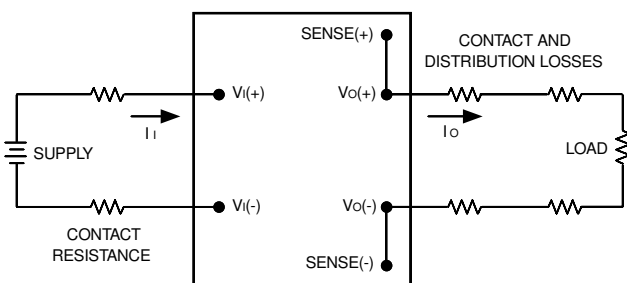 SENSE(+)
CONTACT AND
DISTRIBUTION LOSSES
VI(+)
VO(+)
II
IO
SUPPLY
LOAD
VI(-)
VO(-)
CONTACT
RESISTANCE
SENSE(-)